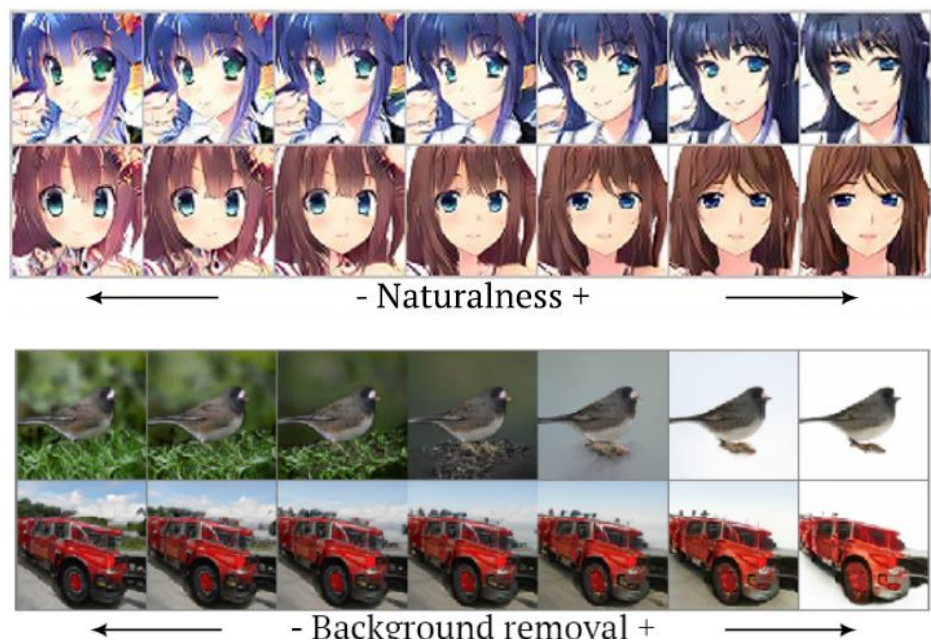 - Naturalness +
- Background removal +